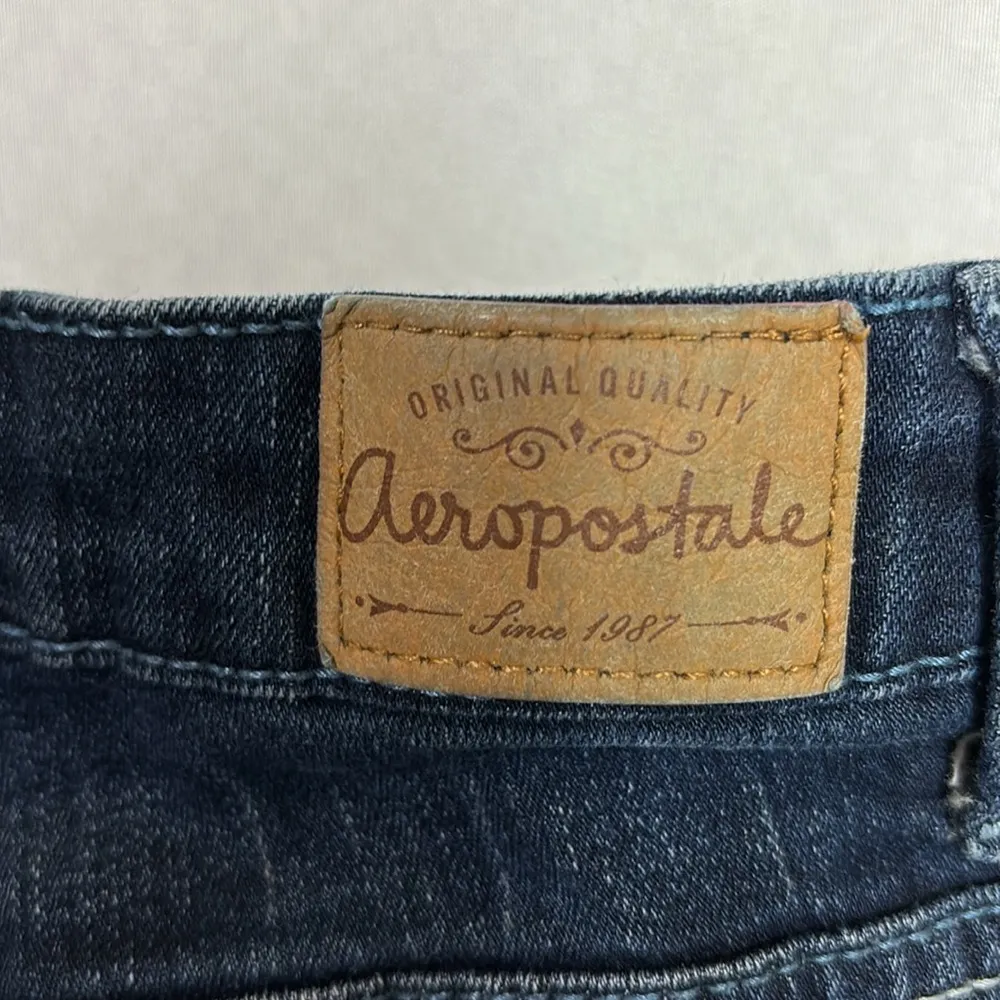 ORIGINAL QUALITY
Aeropostale
Since 1987